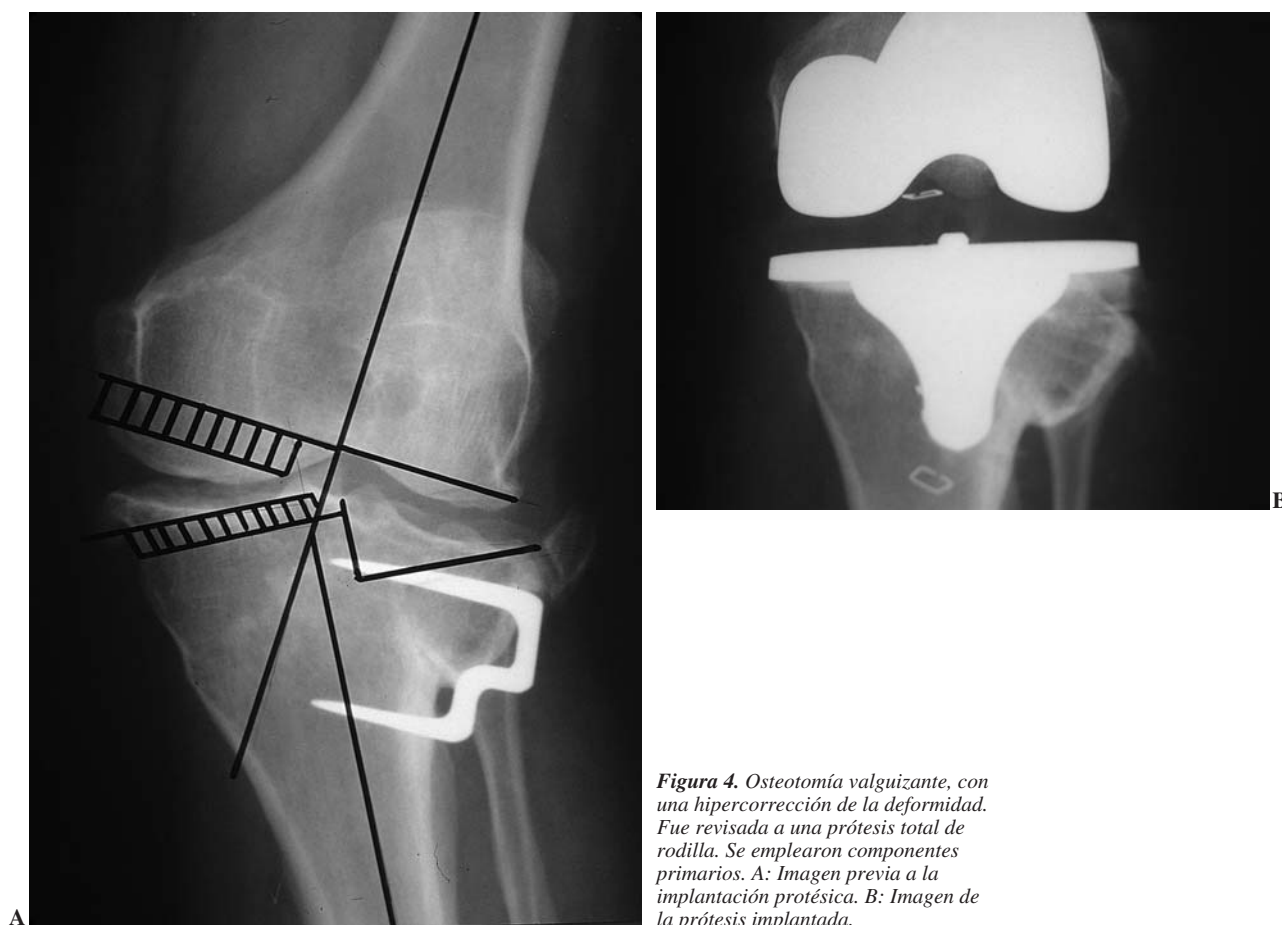 A
B
Figura 4. Osteotomía valguizante, con
una hipercorrección de la deformidad.
Fue revisada a una prótesis total de
rodilla. Se emplearon componentes
primarios. A: Imagen previa a la
implantación protésica. B: Imagen de
la prótesis implantada.